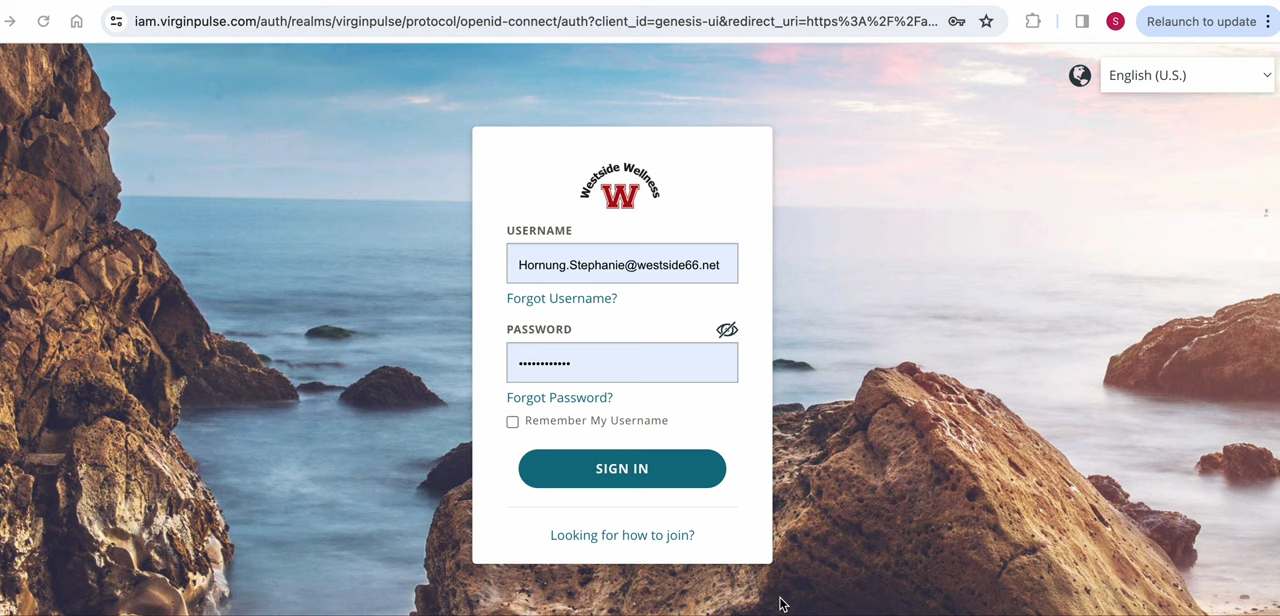 iam.virginpulse.com/auth/realms/virginpulse/protocol/openid-connect/auth?client_id=genesis-ui&redirect_uri=https%3A%2F%2Fa...
S
Relaunch to update
English (U.S.)
Westside Wellness
W
USERNAME
Hornung.Stephanie@westside66.net
Forgot Username?
PASSWORD
••••••••••••
Forgot Password?
Remember My Username
SIGN IN
Looking for how to join?